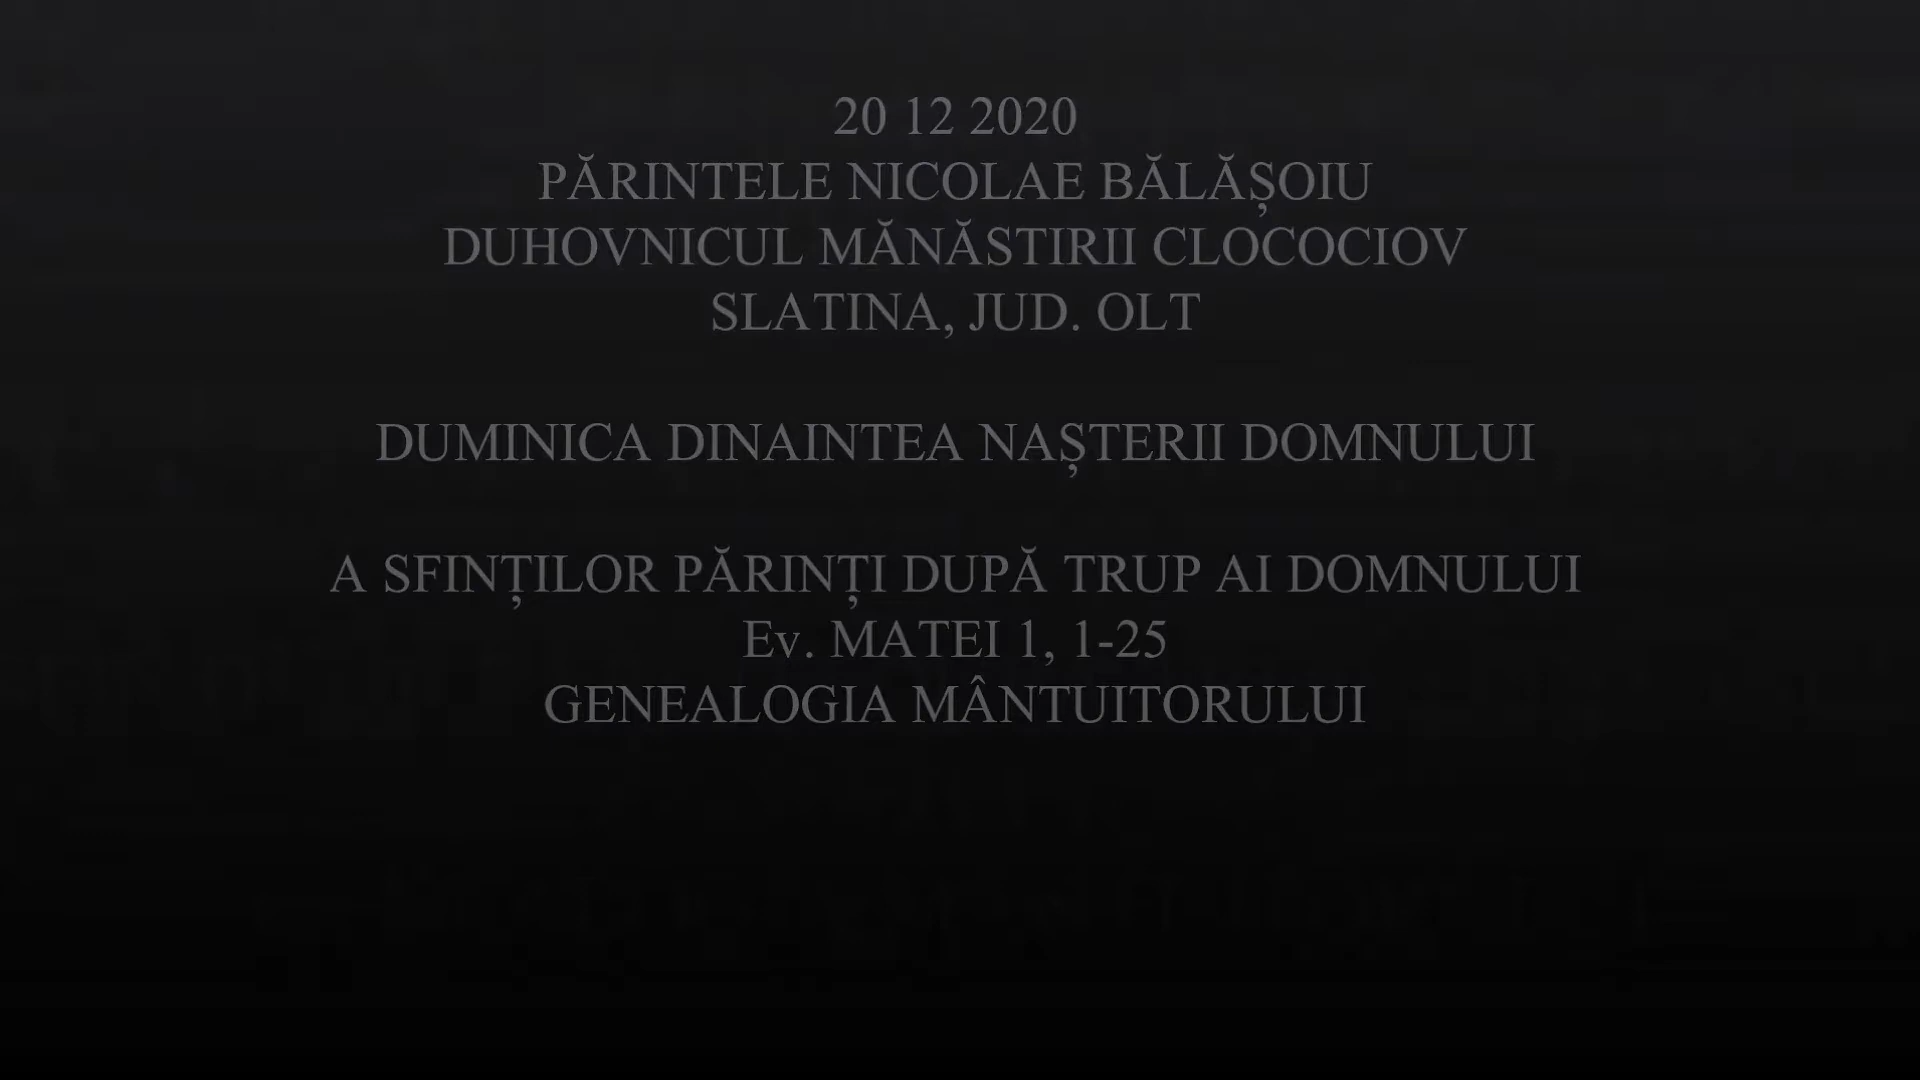 20 12 2020
PĂRINTELE NICOLAE BĂLĂȘOIU
DUHOVNICUL MĂNĂSTIRII CLOCOCIOV
SLATINA, JUD. OLT
DUMINICA DINAINTEA NAȘTERII DOMNULUI
A SFINȚILOR PĂRINȚI DUPĂ TRUP AI DOMNULUI
Ev. MATEI 1, 1-25
GENEALOGIA MÂNTUITORULUI